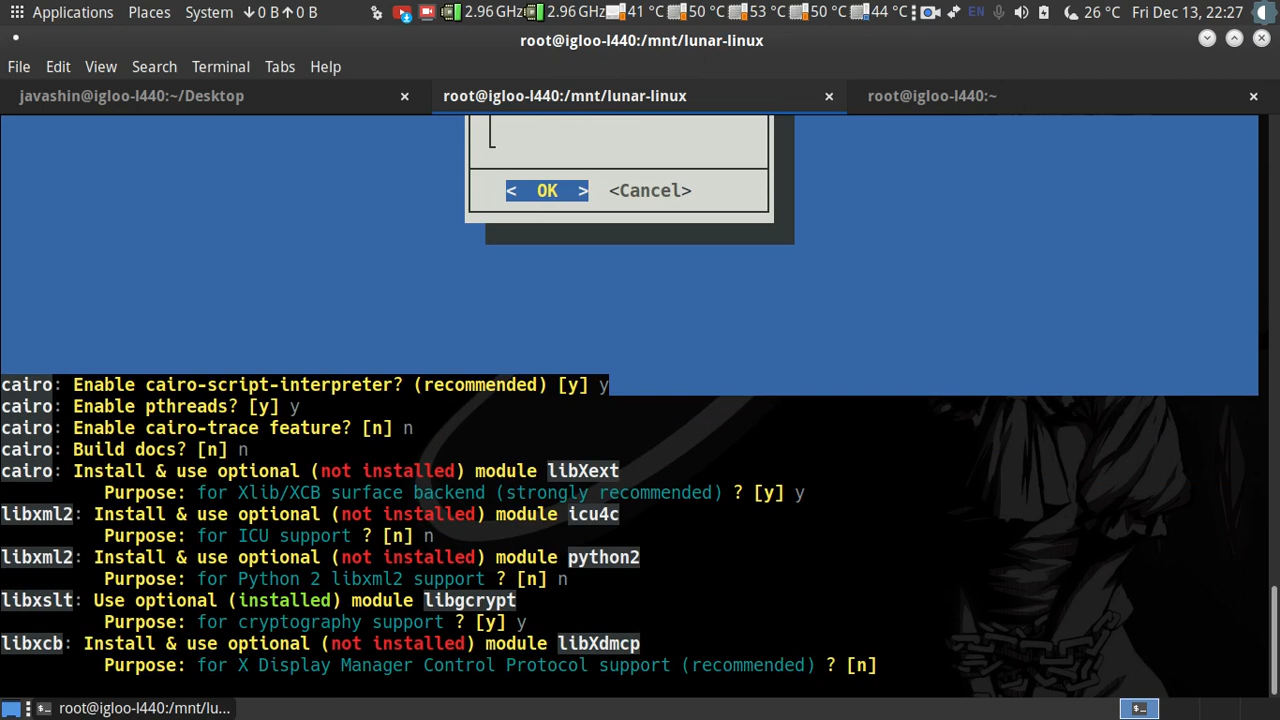 Applications Places System ↓0 B↑0 B 2.96 GHz 2.96 GHz 41 °C 50 °C 53 °C 50 °C 44 °C EN 26 °C Fri Dec 13, 22:27
root@igloo-l440:/mnt/lunar-linux
File Edit View Search Terminal Tabs Help
javashin@igloo-l440:~/Desktop × root@igloo-l440:/mnt/lunar-linux × root@igloo-l440:~ ×
< OK > <Cancel>
cairo: Enable cairo-script-interpreter? (recommended) [y] y
cairo: Enable pthreads? [y] y
cairo: Enable cairo-trace feature? [n] n
cairo: Build docs? [n] n
cairo: Install & use optional (not installed) module libXext
Purpose: for Xlib/XCB surface backend (strongly recommended) ? [y] y
libxml2: Install & use optional (not installed) module icu4c
Purpose: for ICU support ? [n] n
libxml2: Install & use optional (not installed) module python2
Purpose: for Python 2 libxml2 support ? [n] n
libxslt: Use optional (installed) module libgcrypt
Purpose: for cryptography support ? [y] y
libxcb: Install & use optional (not installed) module libXdmcp
Purpose: for X Display Manager Control Protocol support (recommended) ? [n]
root@igloo-l440:/mnt/lu...